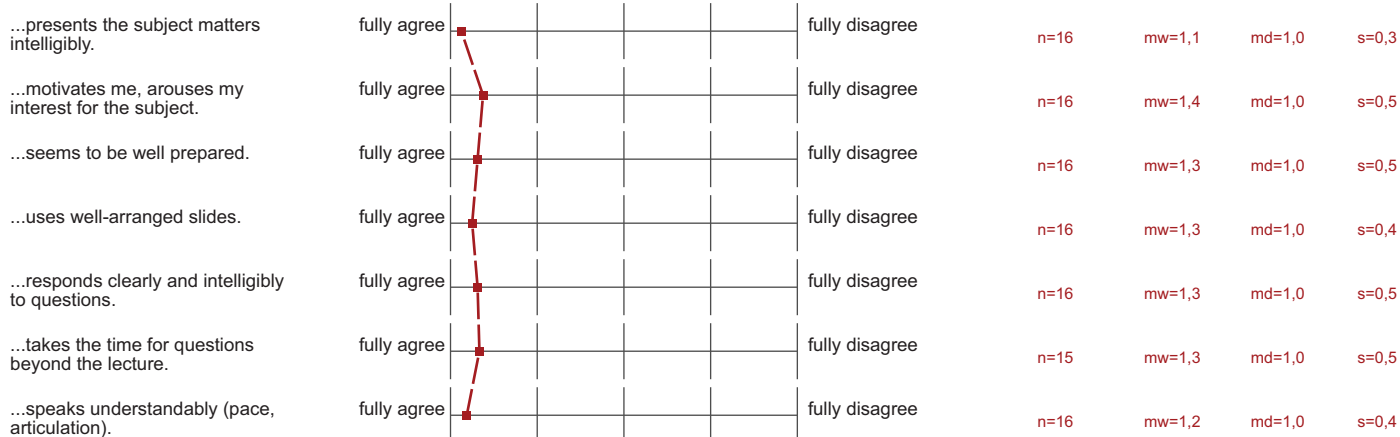 ...presents the subject matters
intelligibly.
fully agree fully disagree n=16 mw=1,1 md=1,0 s=0,3
...motivates me, arouses my
interest for the subject.
fully agree fully disagree n=16 mw=1,4 md=1,0 s=0,5
...seems to be well prepared. fully agree fully disagree n=16 mw=1,3 md=1,0 s=0,5
...uses well-arranged slides. fully agree fully disagree n=16 mw=1,3 md=1,0 s=0,4
...responds clearly and intelligibly
to questions.
fully agree fully disagree n=16 mw=1,3 md=1,0 s=0,5
...takes the time for questions
beyond the lecture.
fully agree fully disagree n=15 mw=1,3 md=1,0 s=0,5
...speaks understandably (pace,
articulation).
fully agree fully disagree n=16 mw=1,2 md=1,0 s=0,4